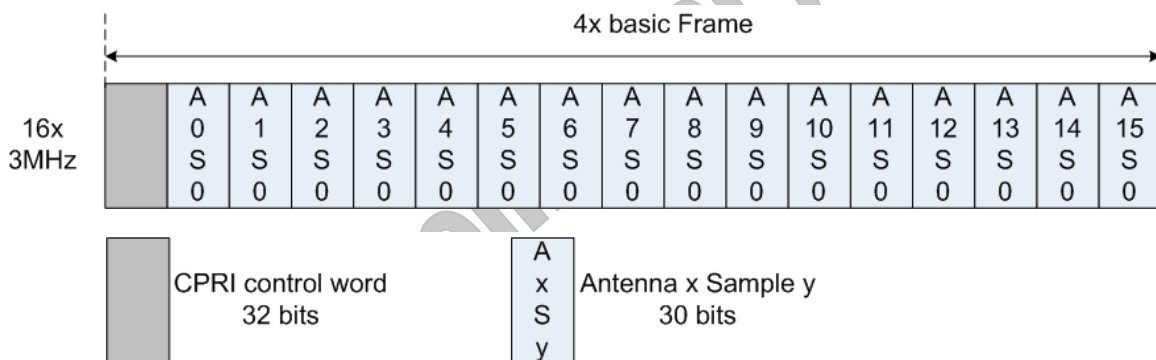 4x basic Frame
16x
3MHz
A A A A A A A A A A A A A A A A
0 1 2 3 4 5 6 7 8 9 10 11 12 13 14 15
S S S S S S S S S S S S S S S S
0 0 0 0 0 0 0 0 0 0 0 0 0 0 0 0
CPRI control word
32 bits
A
x
S
y
Antenna x Sample y
30 bits